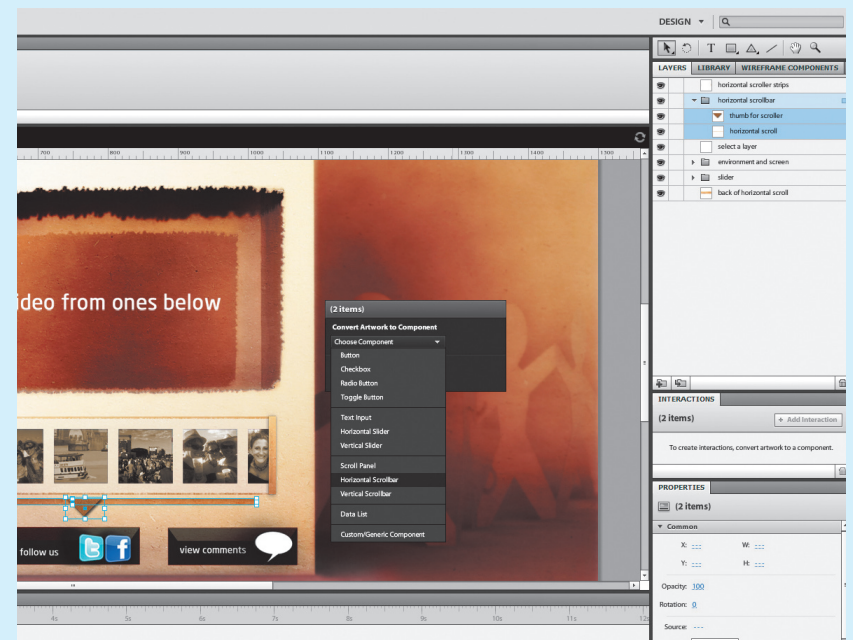 DESIGN
T
LAYERS LIBRARY WIREFRAME COMPONENTS
horizontal scroller strips
horizontal scrollbar
thumb for scroller
horizontal scroll
select a layer
environment and screen
slider
back of horizontal scroll
700 800 900 1000 1100 1200 1300 1400 1500
ideo from ones below
(2 items)
Convert Artwork to Component
Choose Component
Button
Checkbox
Radio Button
Toggle Button
Text Input
Horizontal Slider
Vertical Slider
Scroll Panel
Horizontal Scrollbar
Vertical Scrollbar
Data List
Custom/Generic Component
follow us
t f
view comments
INTERACTIONS
(2 items)
+ Add Interaction
To create interactions, convert artwork to a component.
PROPERTIES
(2 items)
Common
X: --- W: ---
Y: --- H: ---
Opacity: 100
Rotation: 0
Source: ---
4s 5s 6s 7s 8s 9s 10s 11s 12s